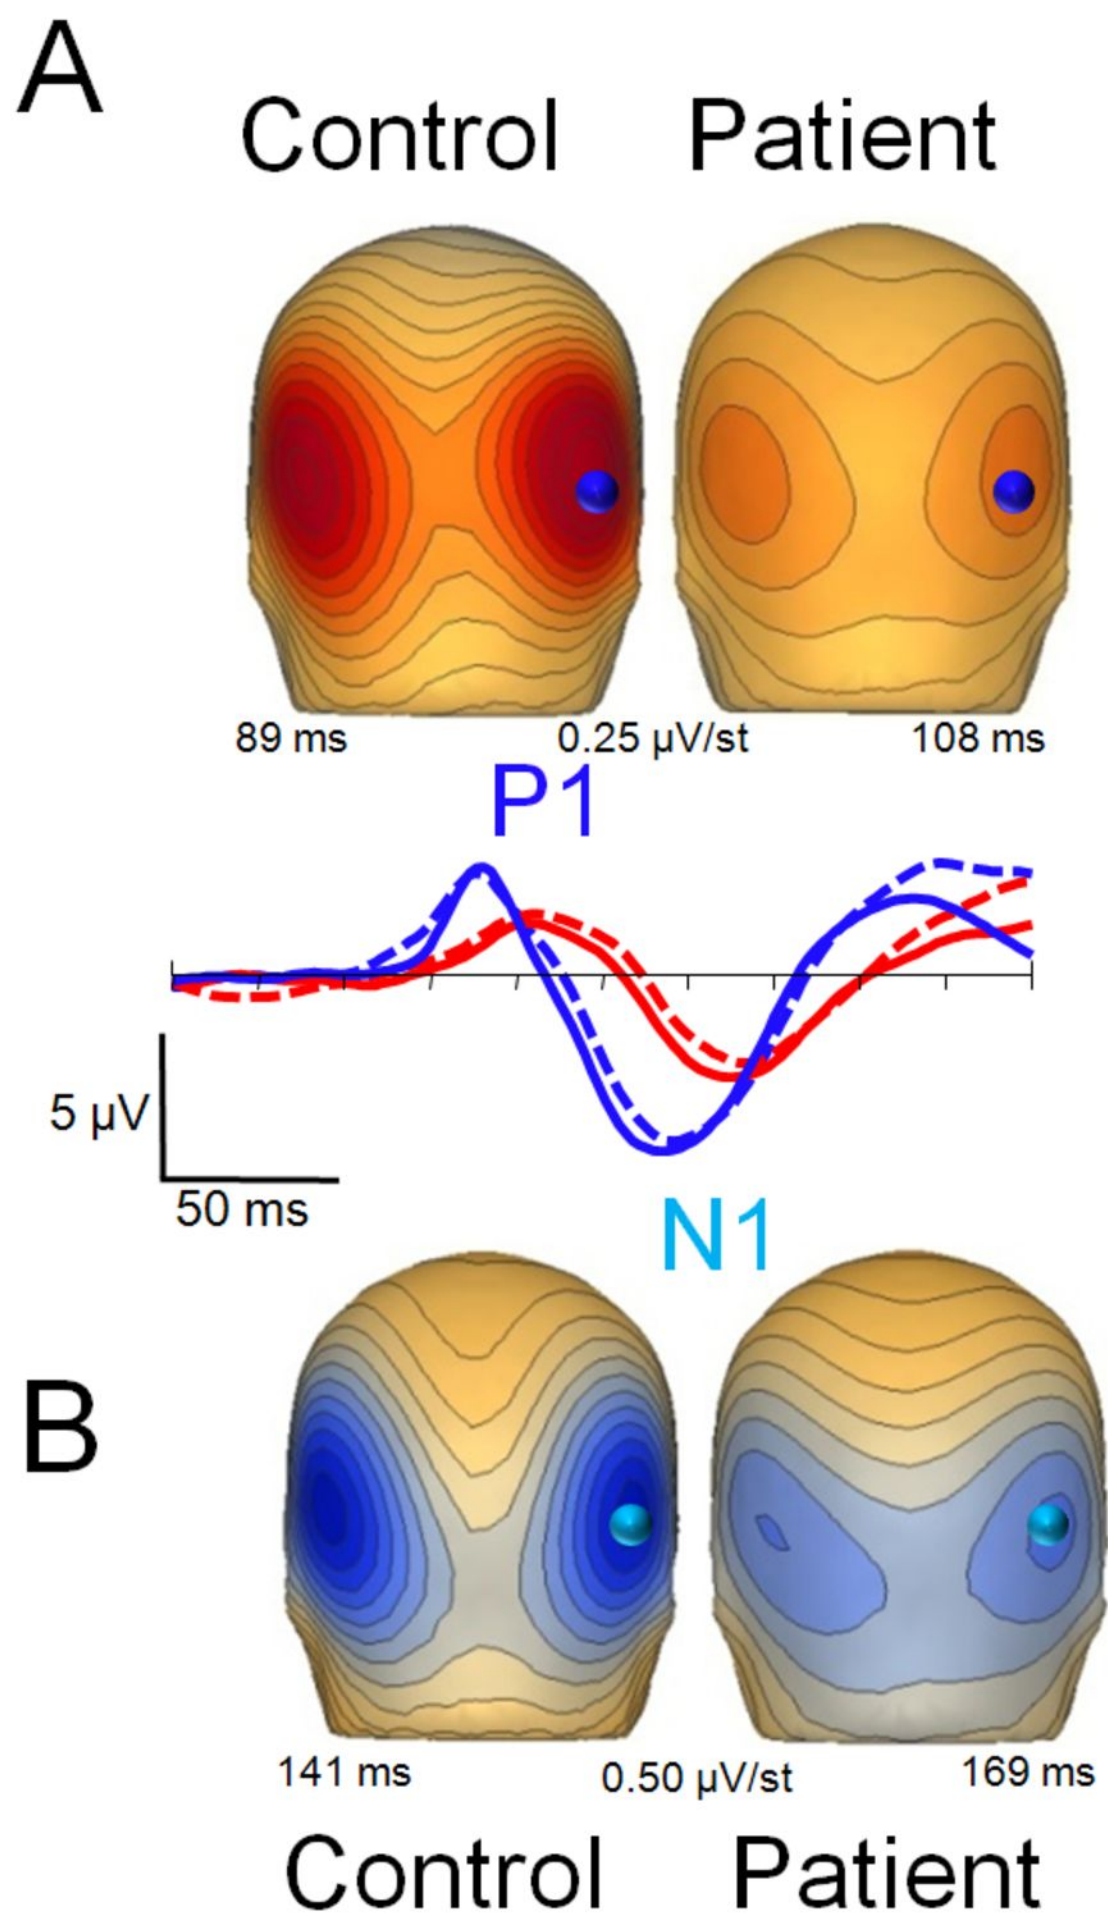 A
Control Patient
89 ms 0.25 µV/st 108 ms
P1
5 µV
50 ms
N1
B
141 ms 0.50 µV/st 169 ms
Control Patient